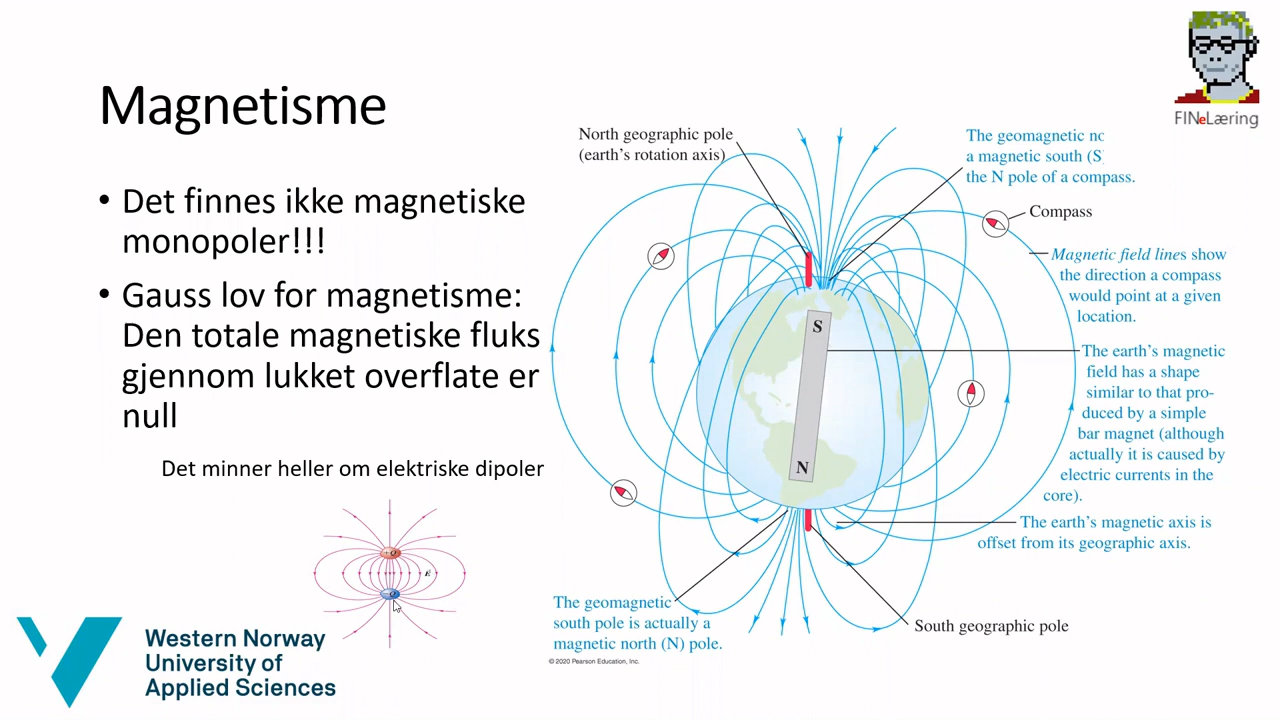 Magnetisme
FINeLæring
• Det finnes ikke magnetiske
monopoler!!!
• Gauss lov for magnetisme:
Den totale magnetiske fluks
gjennom lukket overflate er
null
Det minner heller om elektriske dipoler
North geographic pole
(earth's rotation axis)
The geomagnetic no
a magnetic south (S
the N pole of a compass.
Compass
Magnetic field lines show
the direction a compass
would point at a given
location.
S
The earth's magnetic
field has a shape
similar to that pro-
duced by a simple
bar magnet (although
actually it is caused by
electric currents in the
core).
N
The earth's magnetic axis is
offset from its geographic axis.
The geomagnetic
south pole is actually a
magnetic north (N) pole.
South geographic pole
© 2020 Pearson Education, Inc.
Western Norway
University of
Applied Sciences